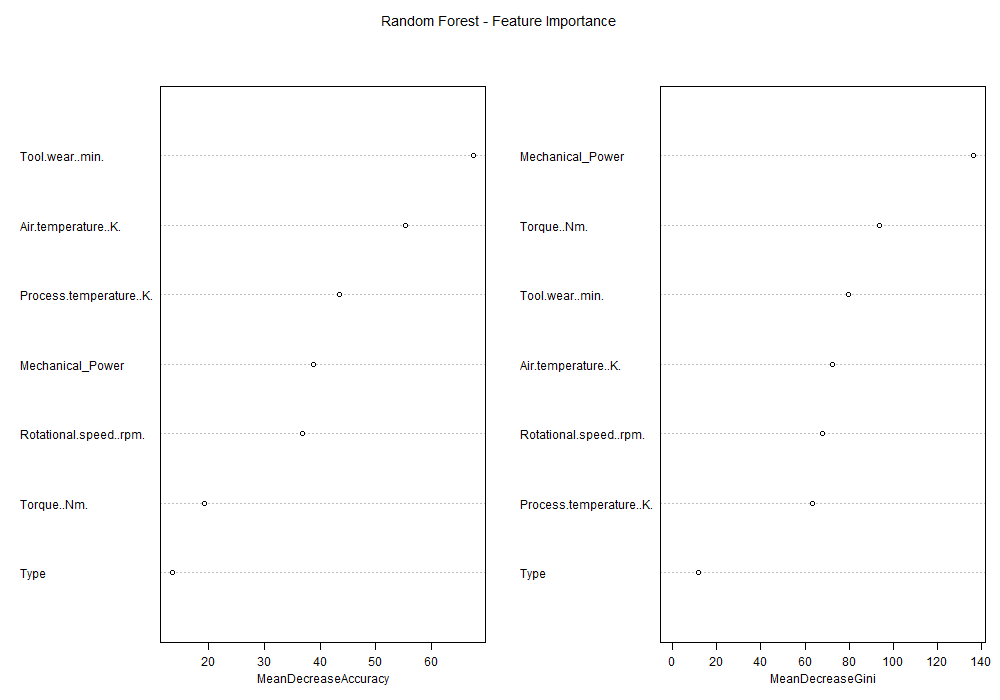 Random Forest - Feature Importance
Tool.wear..min.
Air.temperature..K.
Process.temperature..K.
Mechanical_Power
Rotational.speed..rpm.
Torque..Nm.
Type
20 30 40 50 60
MeanDecreaseAccuracy
Mechanical_Power
Torque..Nm.
Tool.wear..min.
Air.temperature..K.
Rotational.speed..rpm.
Process.temperature..K.
Type
0 20 40 60 80 100 120 140
MeanDecreaseGini